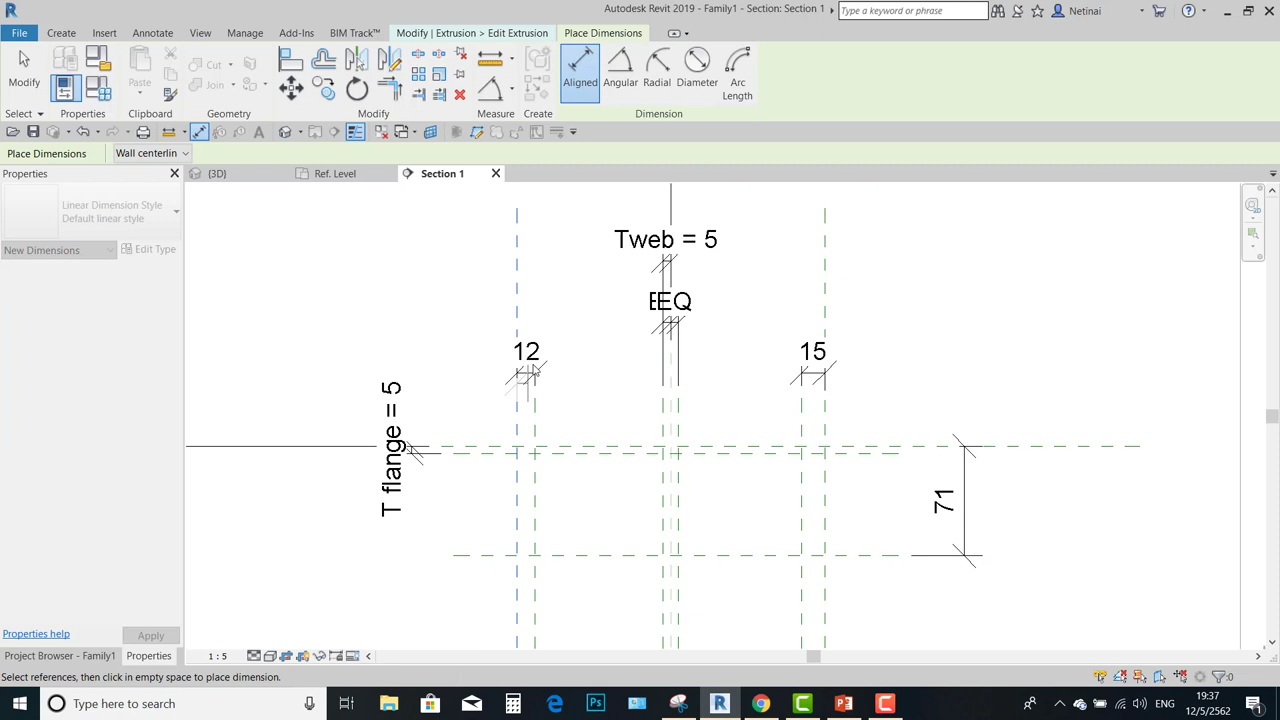 Autodesk Revit 2019 - Family1 - Section: Section 1
Type a keyword or phrase
Netinai
File Create Insert Annotate View Manage Add-Ins BIM Track™ Modify | Extrusion > Edit Extrusion Place Dimensions
Modify
Paste
Cut
Join
Aligned Angular Radial Diameter Arc
Length
Select Properties Clipboard Modify Measure Create Dimension
Place Dimensions Wall centerlin
Properties
{3D} Ref. Level Section 1
Linear Dimension Style
Default linear style
New Dimensions Edit Type
Tweb = 5
EQ
12
15
T flange = 5
71
Properties help Apply
Project Browser - Family1 Properties
1 : 5
Select references, then click in empty space to place dimension.
:0
Type here to search
ENG
19:37
12/5/2562